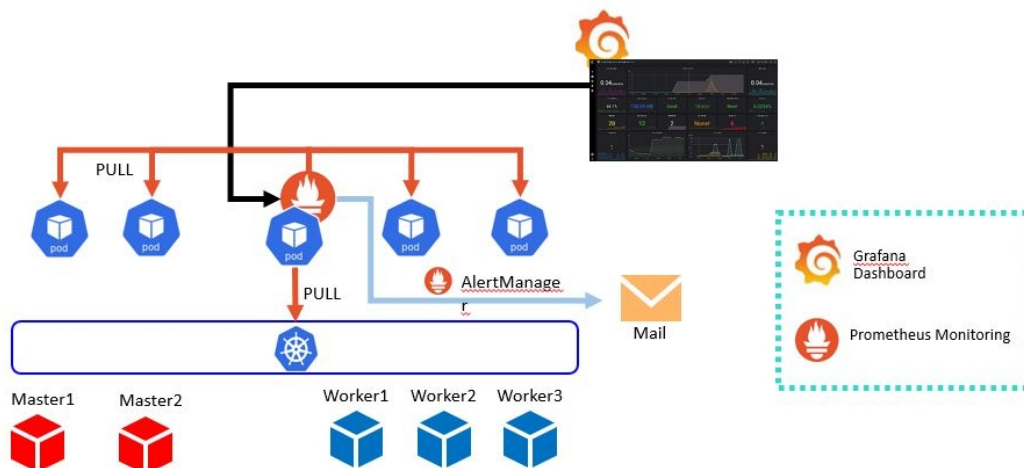 PULL
pod
pod
pod
pod
pod
PULL
AlertManage
r
Mail
Grafana
Dashboard
Prometheus Monitoring
Master1
Master2
Worker1
Worker2
Worker3